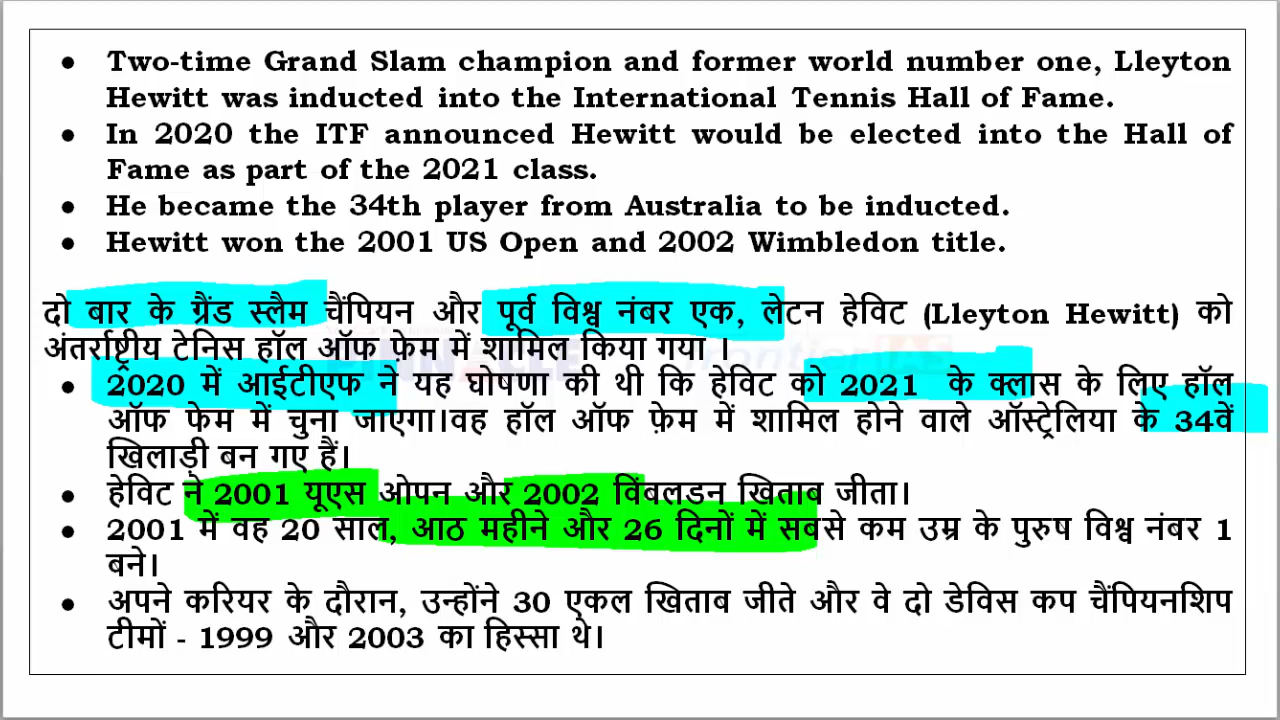 ● Two-time Grand Slam champion and former world number one, Lleyton
Hewitt was inducted into the International Tennis Hall of Fame.
● In 2020 the ITF announced Hewitt would be elected into the Hall of
Fame as part of the 2021 class.
● He became the 34th player from Australia to be inducted.
● Hewitt won the 2001 US Open and 2002 Wimbledon title.
दो बार के ग्रैंड स्लैम चैंपियन और पूर्व विश्व नंबर एक, लेटन हेविट (Lleyton Hewitt) को
अंतर्राष्ट्रीय टेनिस हॉल ऑफ फ़ेम में शामिल किया गया ।
● 2020 में आईटीएफ ने यह घोषणा की थी कि हेविट को 2021 के क्लास के लिए हॉल
ऑफ फेम में चुना जाएगा।वह हॉल ऑफ फ़ेम में शामिल होने वाले ऑस्ट्रेलिया के 34वें
खिलाड़ी बन गए हैं।
● हेविट ने 2001 यूएस ओपन और 2002 विंबलडन खिताब जीता।
● 2001 में वह 20 साल, आठ महीने और 26 दिनों में सबसे कम उम्र के पुरुष विश्व नंबर 1
बने।
● अपने करियर के दौरान, उन्होंने 30 एकल खिताब जीते और वे दो डेविस कप चैंपियनशिप
टीमों - 1999 और 2003 का हिस्सा थे।